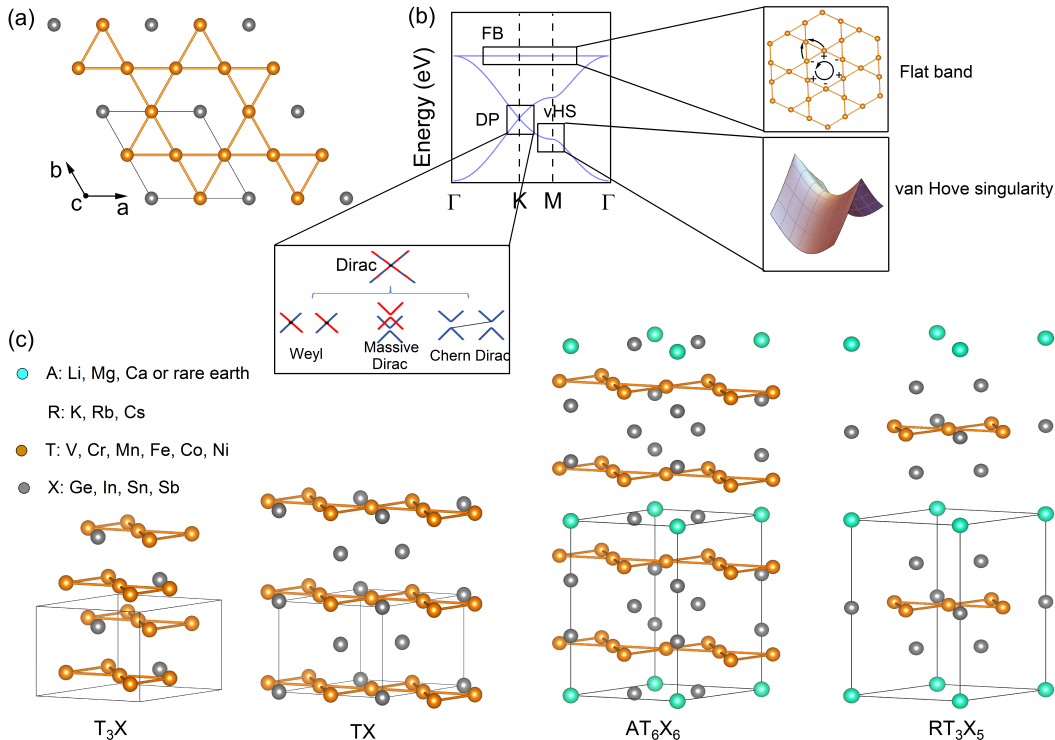 (a)
b
c
a
(b)
Energy (eV)
FB
DP
vHS
Γ
K
M
Γ
+
-
+
-
+
-
Flat band
van Hove singularity
Dirac
Weyl
Massive
Dirac
Chern Dirac
(c)
A: Li, Mg, Ca or rare earth
R: K, Rb, Cs
T: V, Cr, Mn, Fe, Co, Ni
X: Ge, In, Sn, Sb
T₃X
TX
AT₆X₆
RT₃X₅